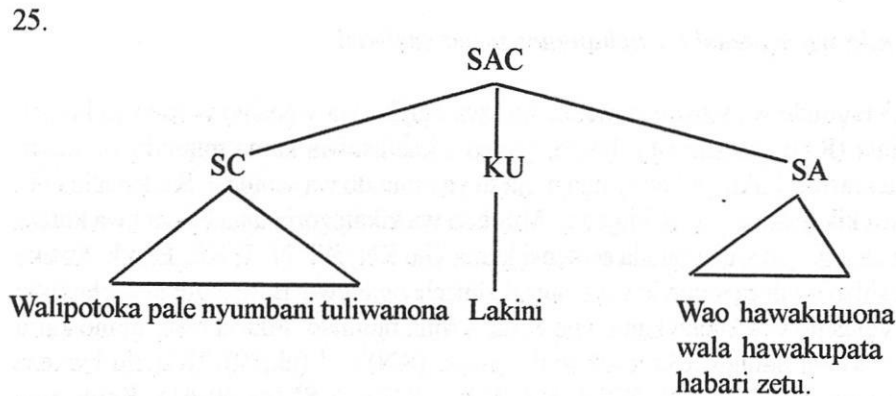 25.
SAC
SC KU SA
Walipotoka pale nyumbani tuliwanona Lakini Wao hawakutuona
wala hawakupata
habari zetu.